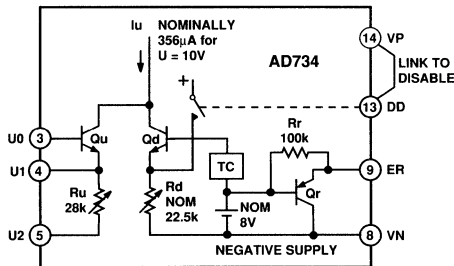 Iu NOMINALLY
356µA for
U = 10V
AD734
14 VP
LINK TO
DISABLE
+
13 DD
U0 3
Qu
Qd
Rr
100k
U1 4
TC
9 ER
Ru
28k
Rd
NOM
22.5k
NOM
8V
Qr
U2 5
8 VN
NEGATIVE SUPPLY